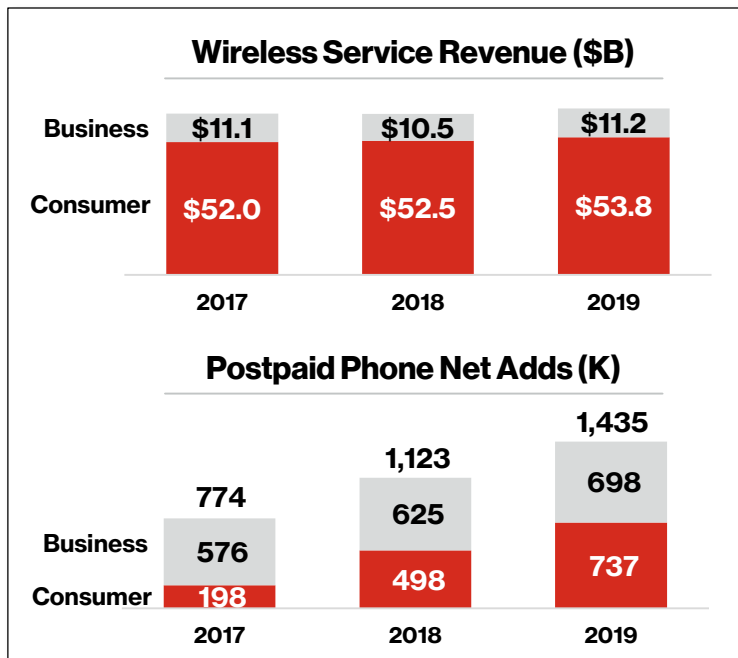 Wireless Service Revenue ($B)
Business $11.1 $10.5 $11.2
Consumer $52.0 $52.5 $53.8
2017 2018 2019
Postpaid Phone Net Adds (K)
774 1,123 1,435
Business 576 625 698
Consumer 198 498 737
2017 2018 2019